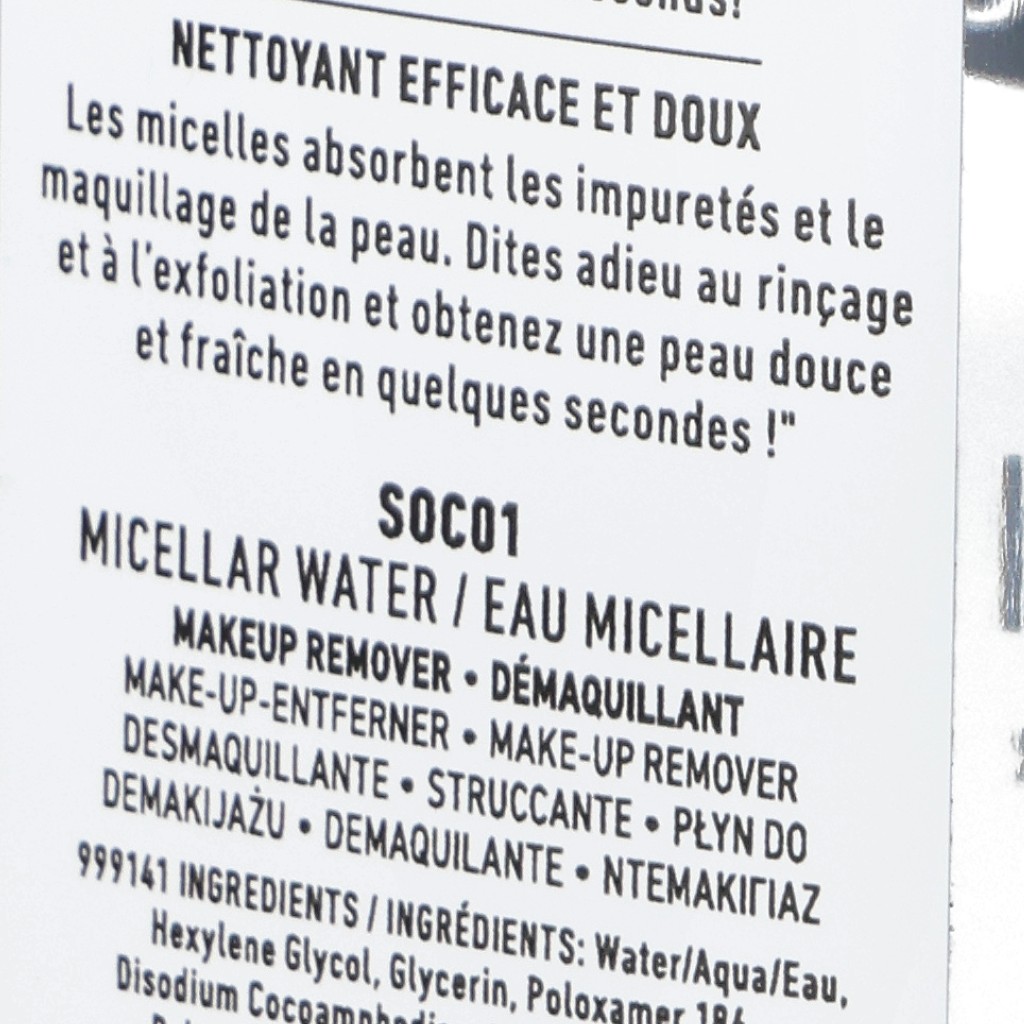 NETTOYANT EFFICACE ET DOUX
Les micelles absorbent les impuretés et le
maquillage de la peau. Dites adieu au rinçage
et à l'exfoliation et obtenez une peau douce
et fraîche en quelques secondes !"
SOC01
MICELLAR WATER / EAU MICELLAIRE
MAKEUP REMOVER • DÉMAQUILLANT
MAKE-UP-ENTFERNER • MAKE-UP REMOVER
DESMAQUILLANTE • STRUCCANTE • PŁYN DO
DEMAKIJAŻU • DEMAQUILANTE • ΝΤΕΜΑΚΙΓΙΑΖ
999141 INGREDIENTS / INGRÉDIENTS: Water/Aqua/Eau,
Hexylene Glycol, Glycerin, Poloxamer 184,
Disodium